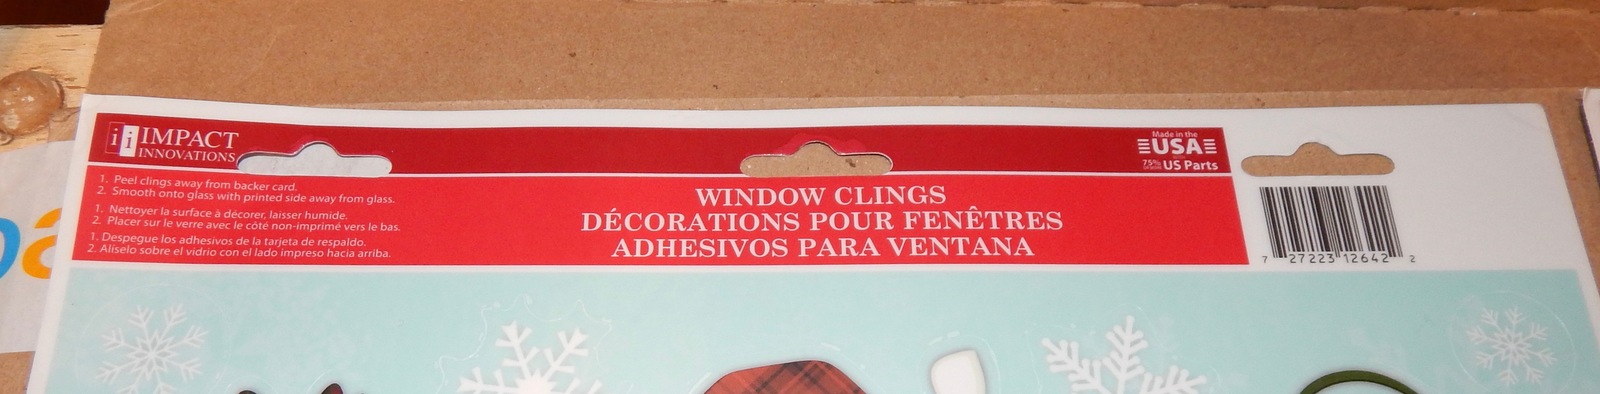 ii IMPACT
INNOVATIONS
1. Peel clings away from backer card.
2. Smooth onto glass with printed side away from glass.
1. Nettoyer la surface à décorer, laisser humide.
2. Placer sur le verre avec le côté non-imprimé vers le bas.
1. Despegue los adhesivos de la tarjeta de respaldo.
2. Alíselo sobre el vidrio con el lado impreso hacia arriba.
WINDOW CLINGS
DÉCORATIONS POUR FENÊTRES
ADHESIVOS PARA VENTANA
Made in the
USA
75% US Parts
7 27223 12642 2